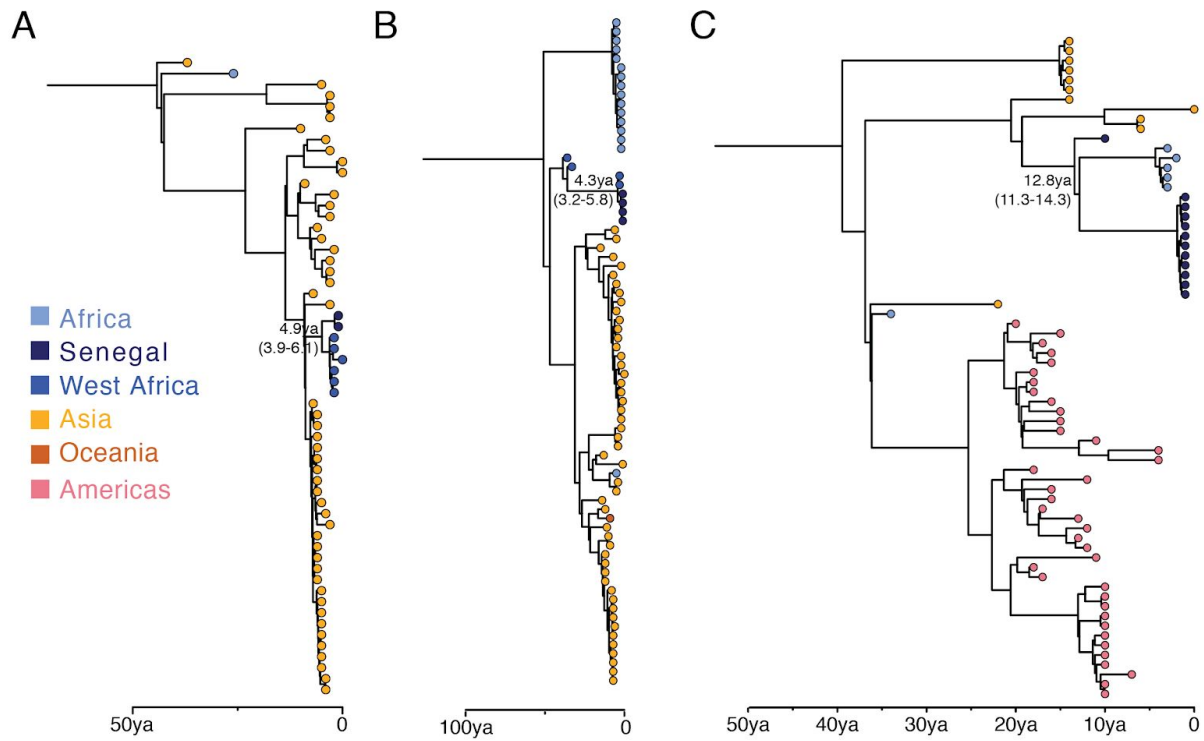 A
B
C
4.3ya
(3.2-5.8)
12.8ya
(11.3-14.3)
4.9ya
(3.9-6.1)
Africa
Senegal
West Africa
Asia
Oceania
Americas
50ya 0
100ya 0
50ya 40ya 30ya 20ya 10ya 0